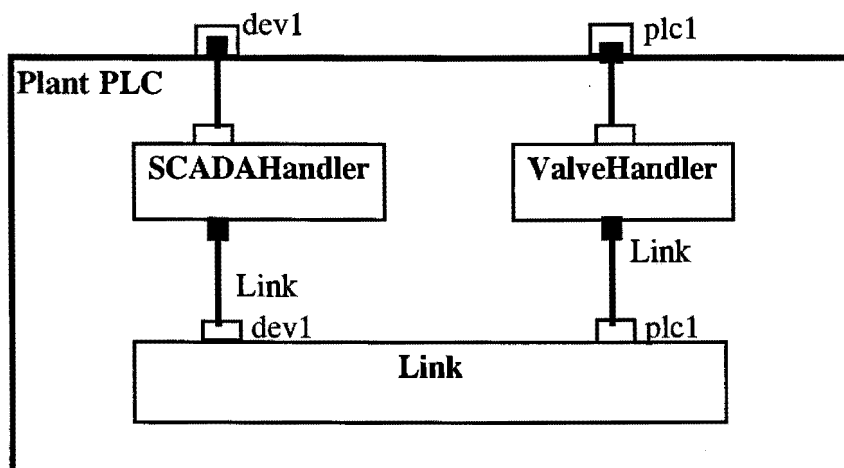 dev1
plc1
Plant PLC
SCADAHandler
ValveHandler
Link
Link
dev1
plc1
Link